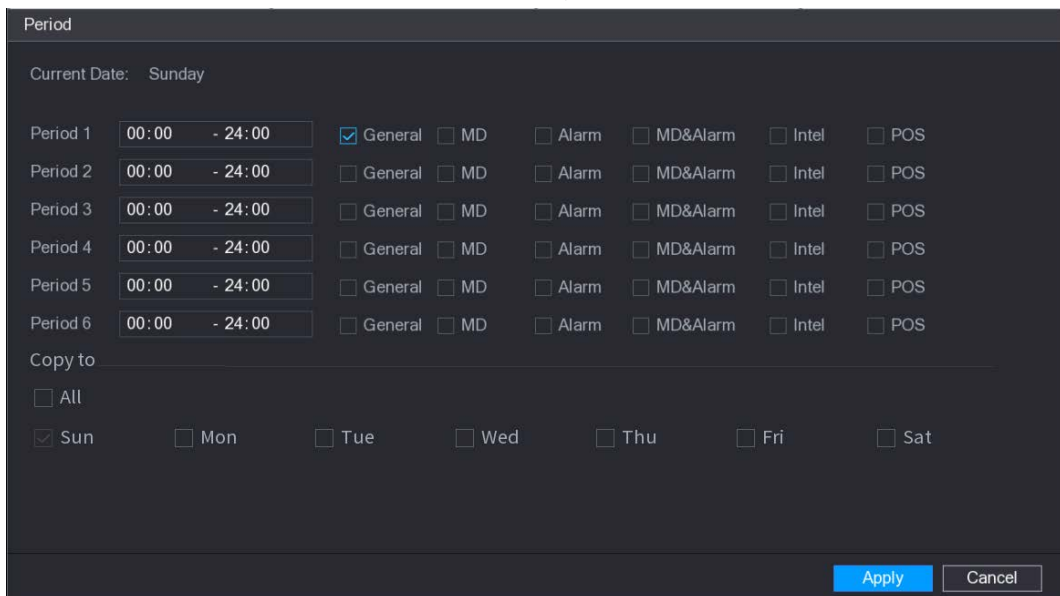 Period
Current Date: Sunday
Period 1 00:00 - 24:00 General MD Alarm MD&Alarm Intel POS
Period 2 00:00 - 24:00 General MD Alarm MD&Alarm Intel POS
Period 3 00:00 - 24:00 General MD Alarm MD&Alarm Intel POS
Period 4 00:00 - 24:00 General MD Alarm MD&Alarm Intel POS
Period 5 00:00 - 24:00 General MD Alarm MD&Alarm Intel POS
Period 6 00:00 - 24:00 General MD Alarm MD&Alarm Intel POS
Copy to
All
Sun Mon Tue Wed Thu Fri Sat
Apply Cancel